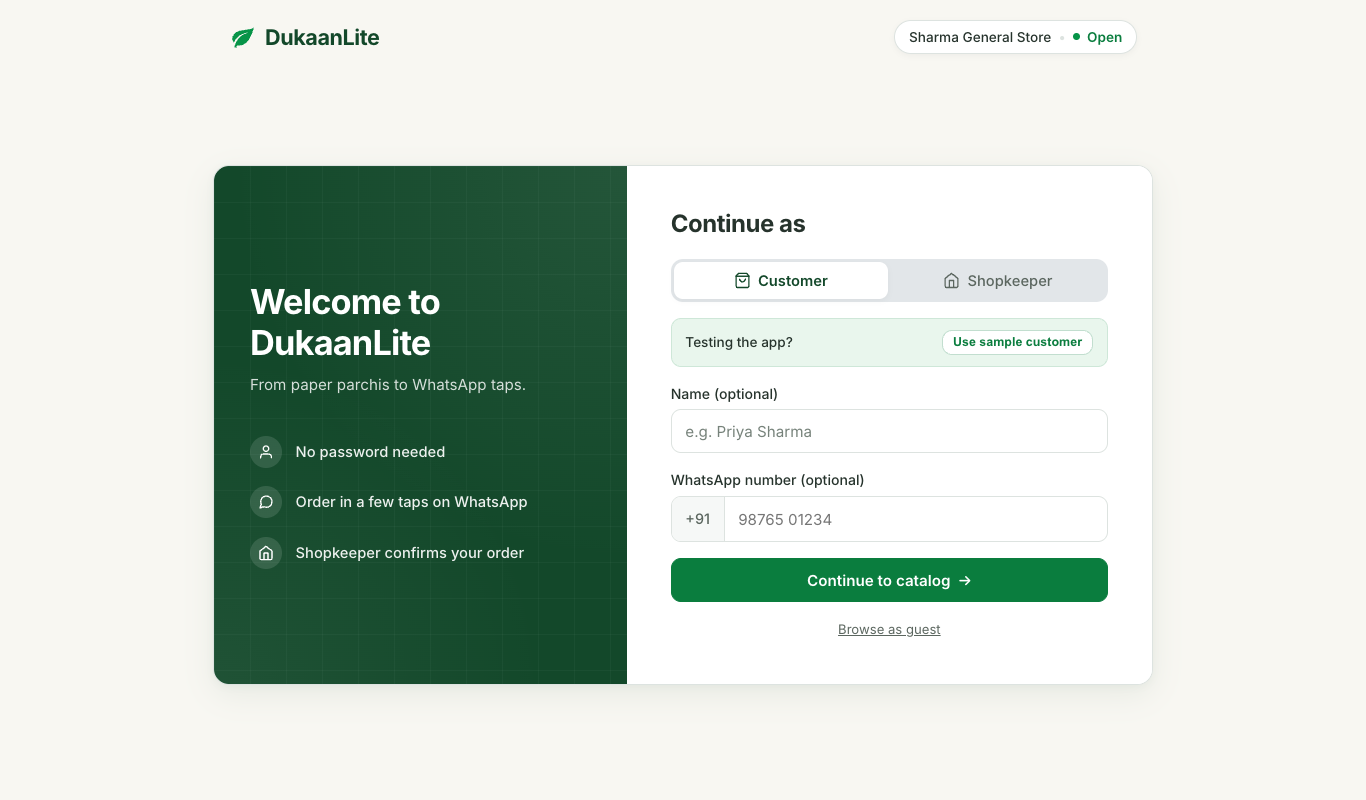 DukaanLite
Sharma General Store • Open
Welcome to
DukaanLite
From paper parchis to WhatsApp taps.
No password needed
Order in a few taps on WhatsApp
Shopkeeper confirms your order
Continue as
Customer
Shopkeeper
Testing the app?
Use sample customer
Name (optional)
e.g. Priya Sharma
WhatsApp number (optional)
+91 98765 01234
Continue to catalog →
Browse as guest